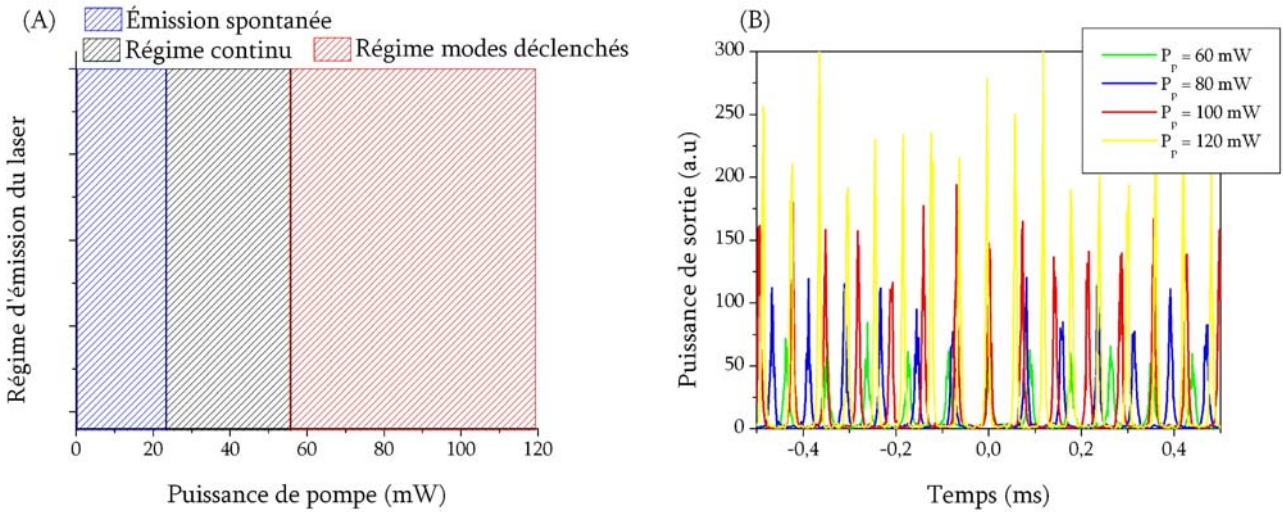 (A)
Émission spontanée
Régime continu
Régime modes déclenchés
Régime d'émission du laser
0 20 40 60 80 100 120
Puissance de pompe (mW)
(B)
300
250
200
150
100
50
0
Puissance de sortie (a.u)
P_p = 60 mW
P_p = 80 mW
P_p = 100 mW
P_p = 120 mW
-0,4 -0,2 0,0 0,2 0,4
Temps (ms)